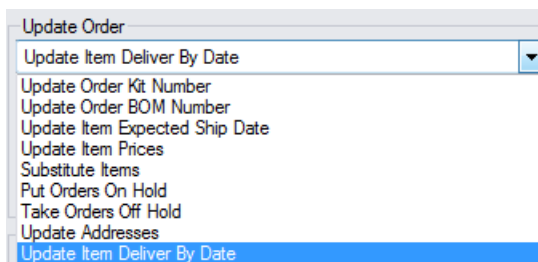 Update Order
Update Item Deliver By Date
Update Order Kit Number
Update Order BOM Number
Update Item Expected Ship Date
Update Item Prices
Substitute Items
Put Orders On Hold
Take Orders Off Hold
Update Addresses
Update Item Deliver By Date